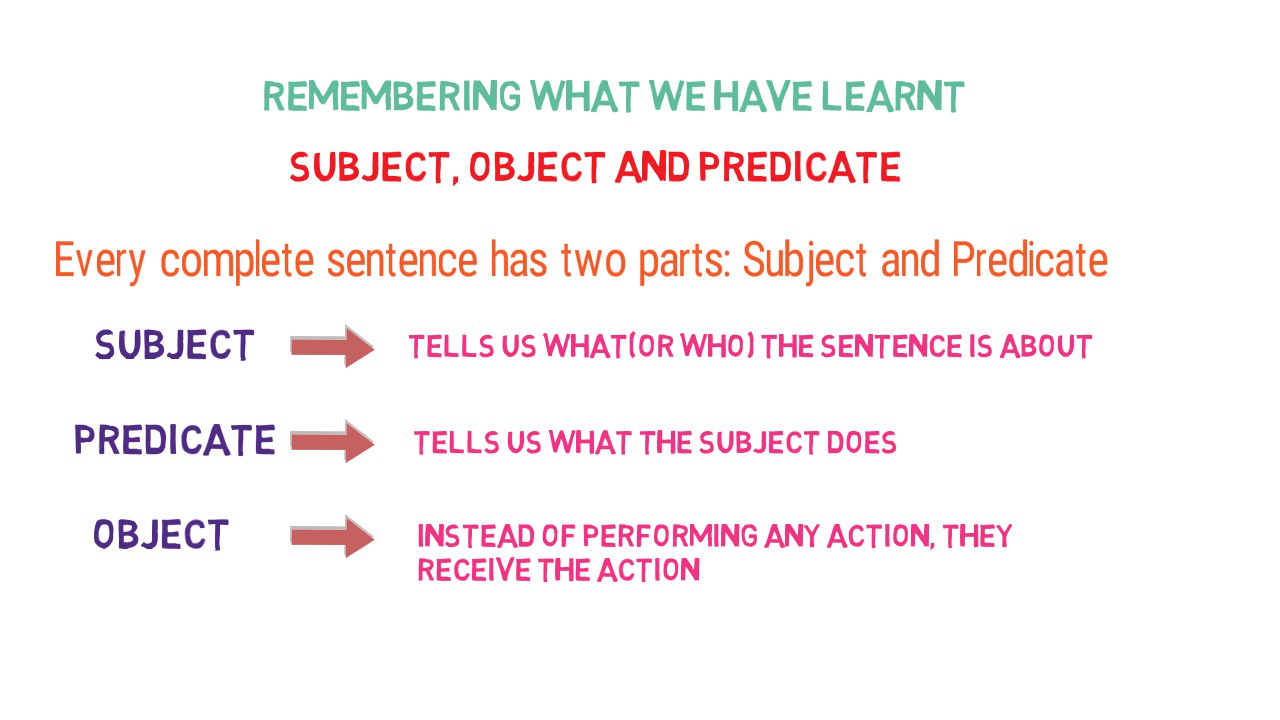 REMEMBERING WHAT WE HAVE LEARNT
SUBJECT, OBJECT AND PREDICATE
Every complete sentence has two parts: Subject and Predicate
SUBJECT TELLS US WHAT(OR WHO) THE SENTENCE IS ABOUT
PREDICATE TELLS US WHAT THE SUBJECT DOES
OBJECT INSTEAD OF PERFORMING ANY ACTION, THEY
RECEIVE THE ACTION